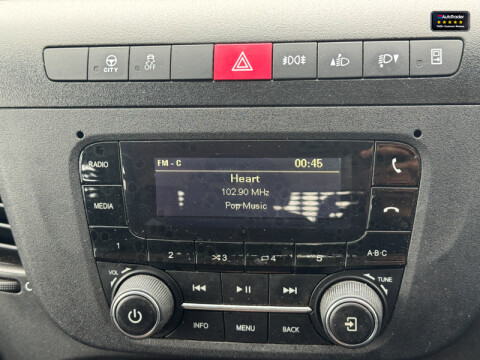 AutoTrader
CITY
OFF
RADIO
FM - C
00:45
Heart
102.90 MHz
Pop Music
MEDIA
1
2
3
4
5
A-B-C
VOL
TUNE
INFO
MENU
BACK